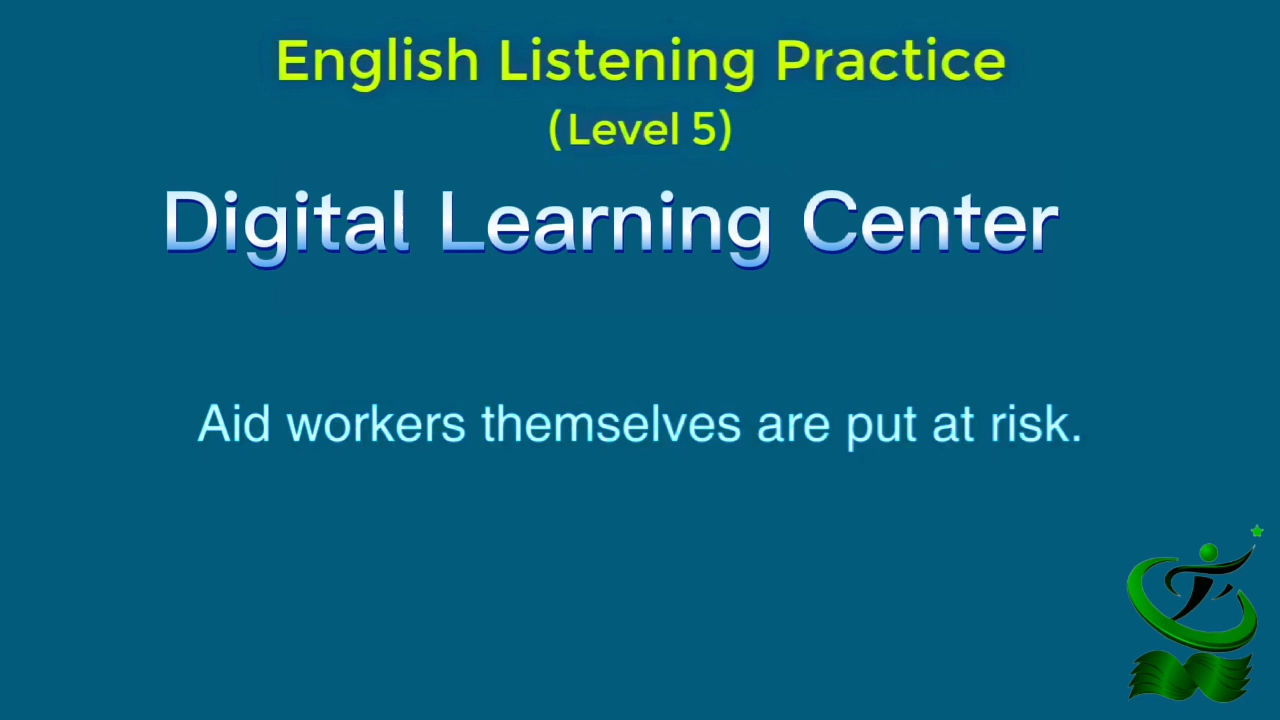 English Listening Practice
(Level 5)
Digital Learning Center
Aid workers themselves are put at risk.